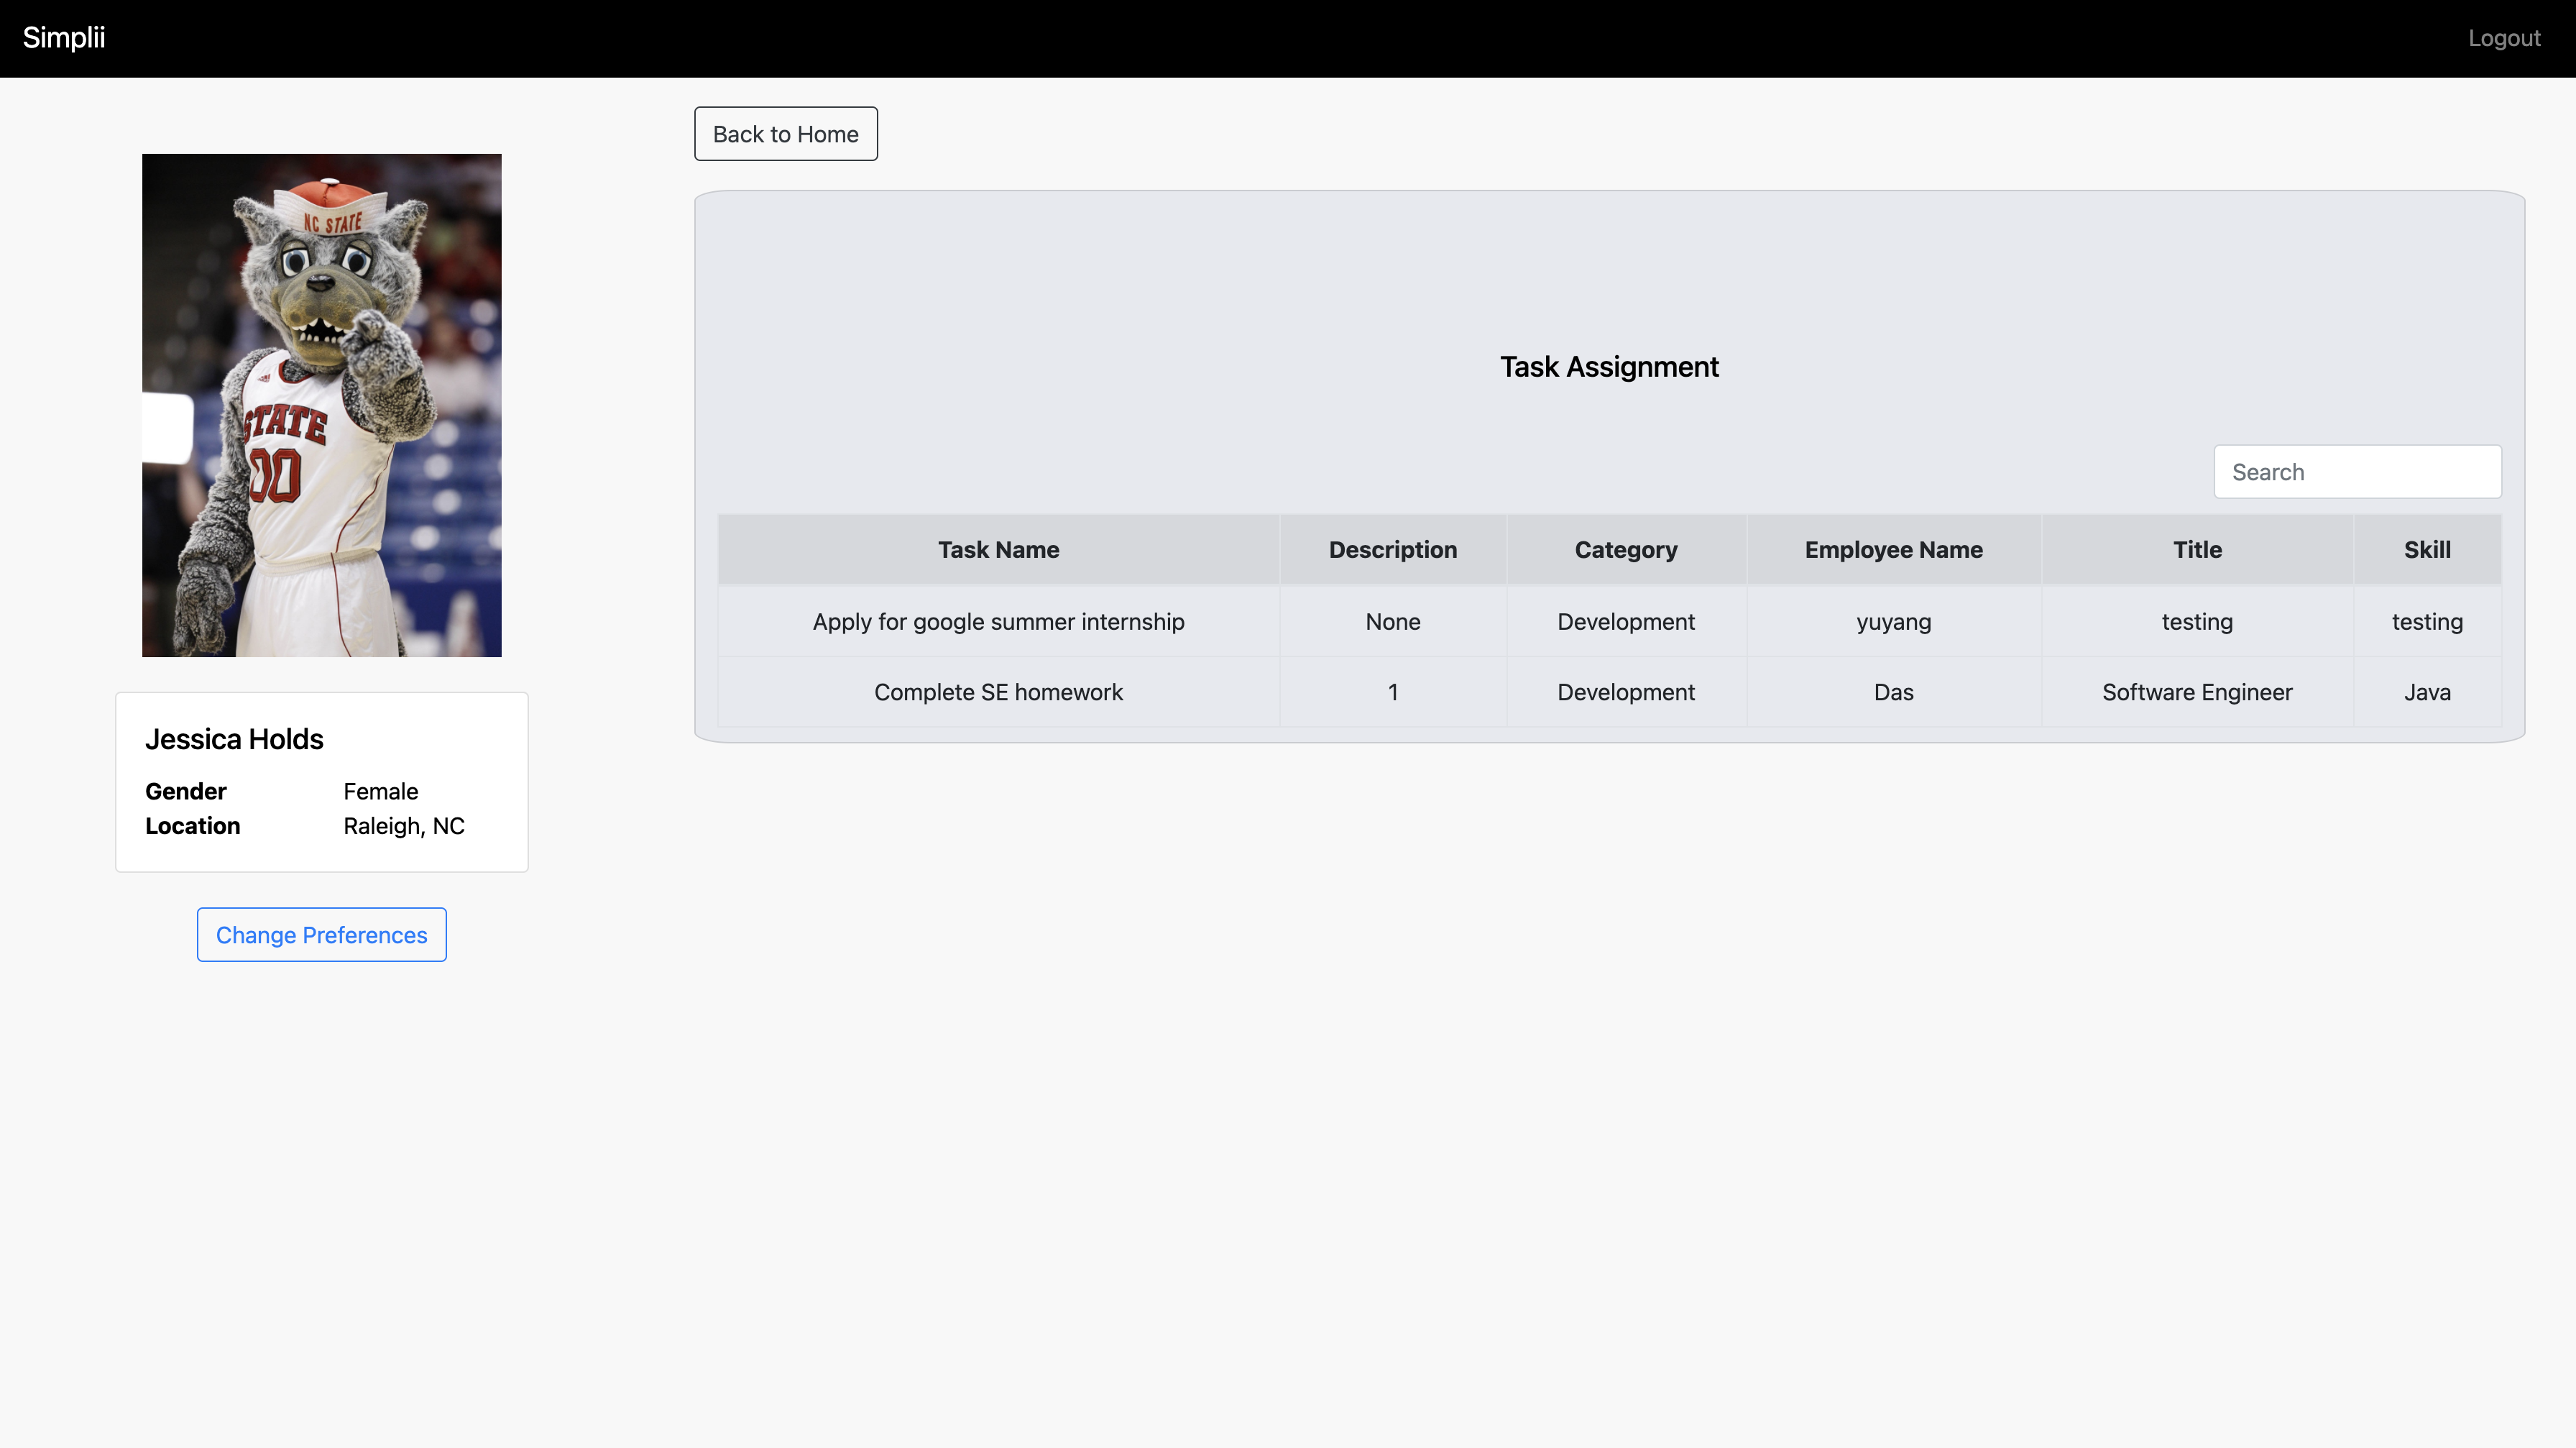 Simplii
Logout
NC STATE
STATE
00
Jessica Holds
Gender Female
Location Raleigh, NC
Change Preferences
Back to Home
Task Assignment
Search
Task Name Description Category Employee Name Title Skill
Apply for google summer internship None Development yuyang testing testing
Complete SE homework 1 Development Das Software Engineer Java